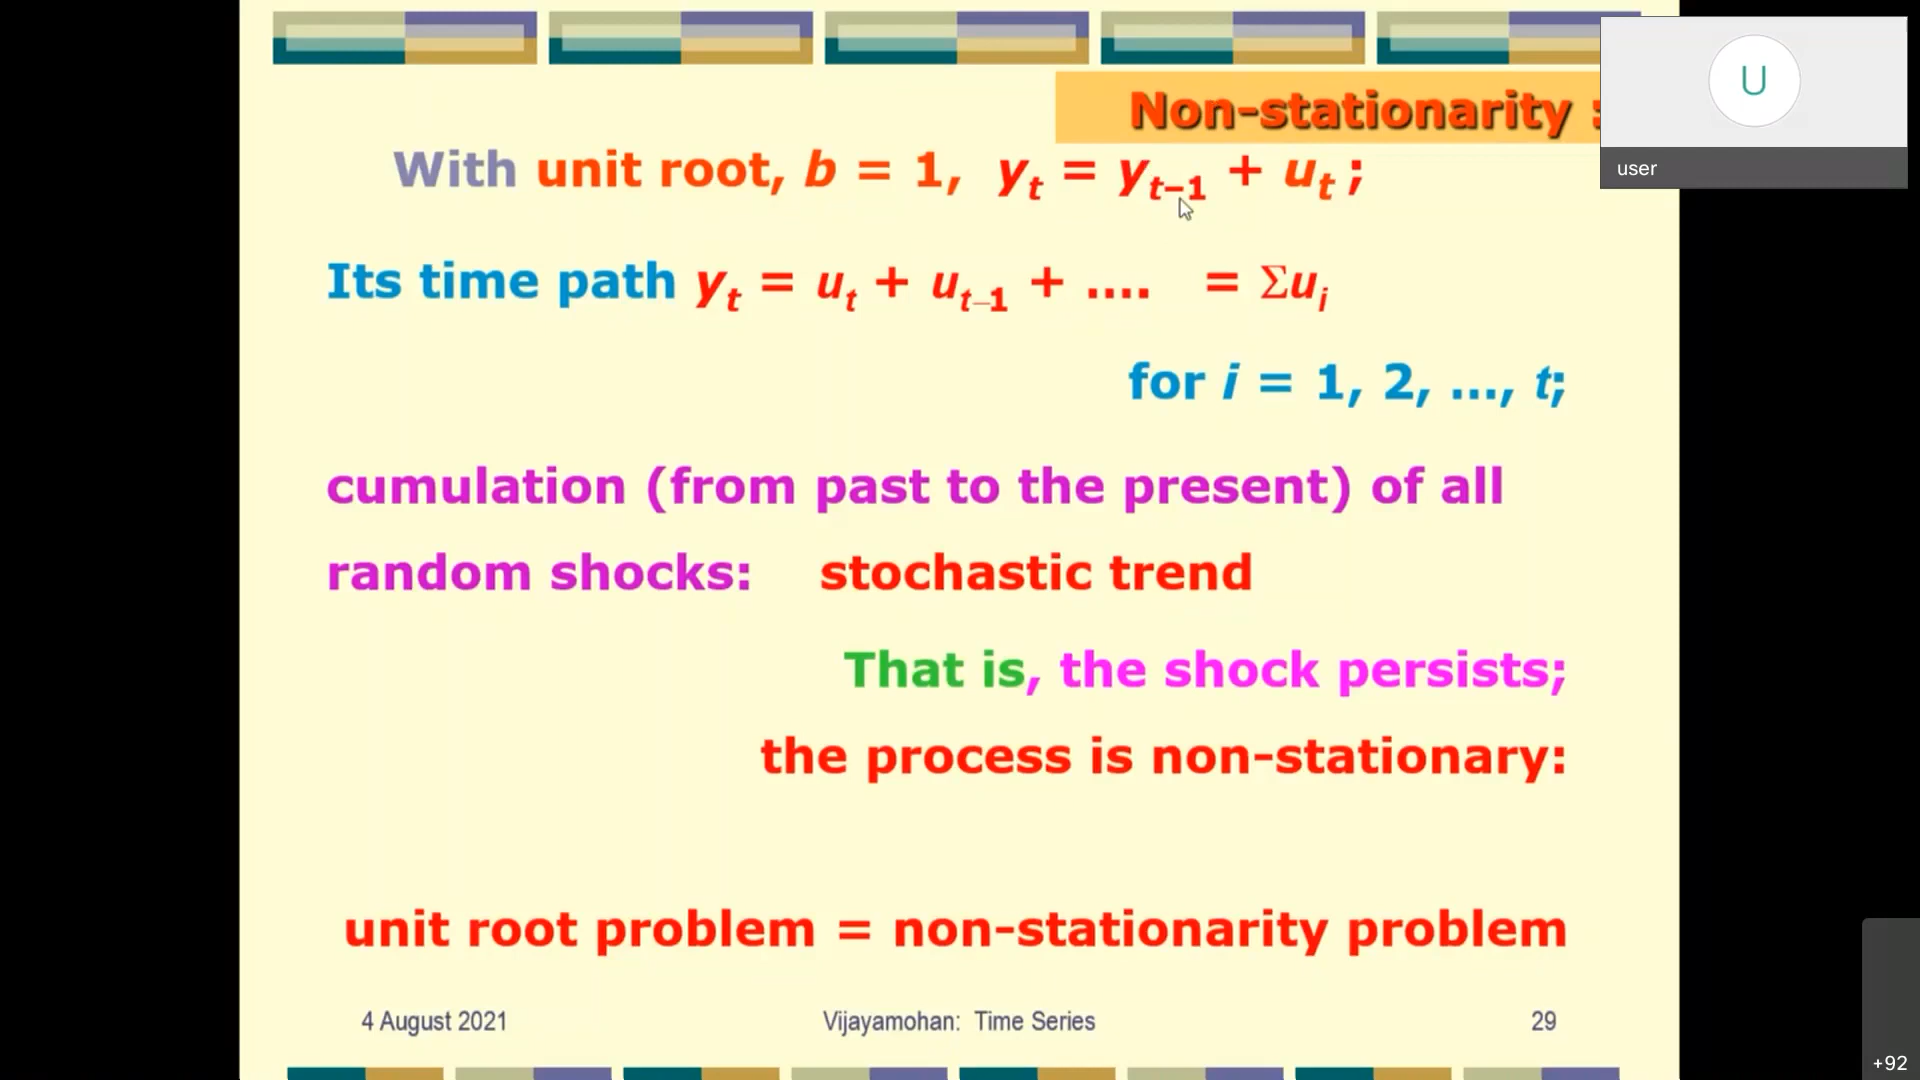 Non-stationarity :
U
user
With unit root, b = 1, yt = yt–1 + ut ;
Its time path yt = ut + ut–1 + .... = Σui
for i = 1, 2, ..., t;
cumulation (from past to the present) of all
random shocks: stochastic trend
That is, the shock persists;
the process is non-stationary:
unit root problem = non-stationarity problem
4 August 2021 Vijayamohan: Time Series 29
+92